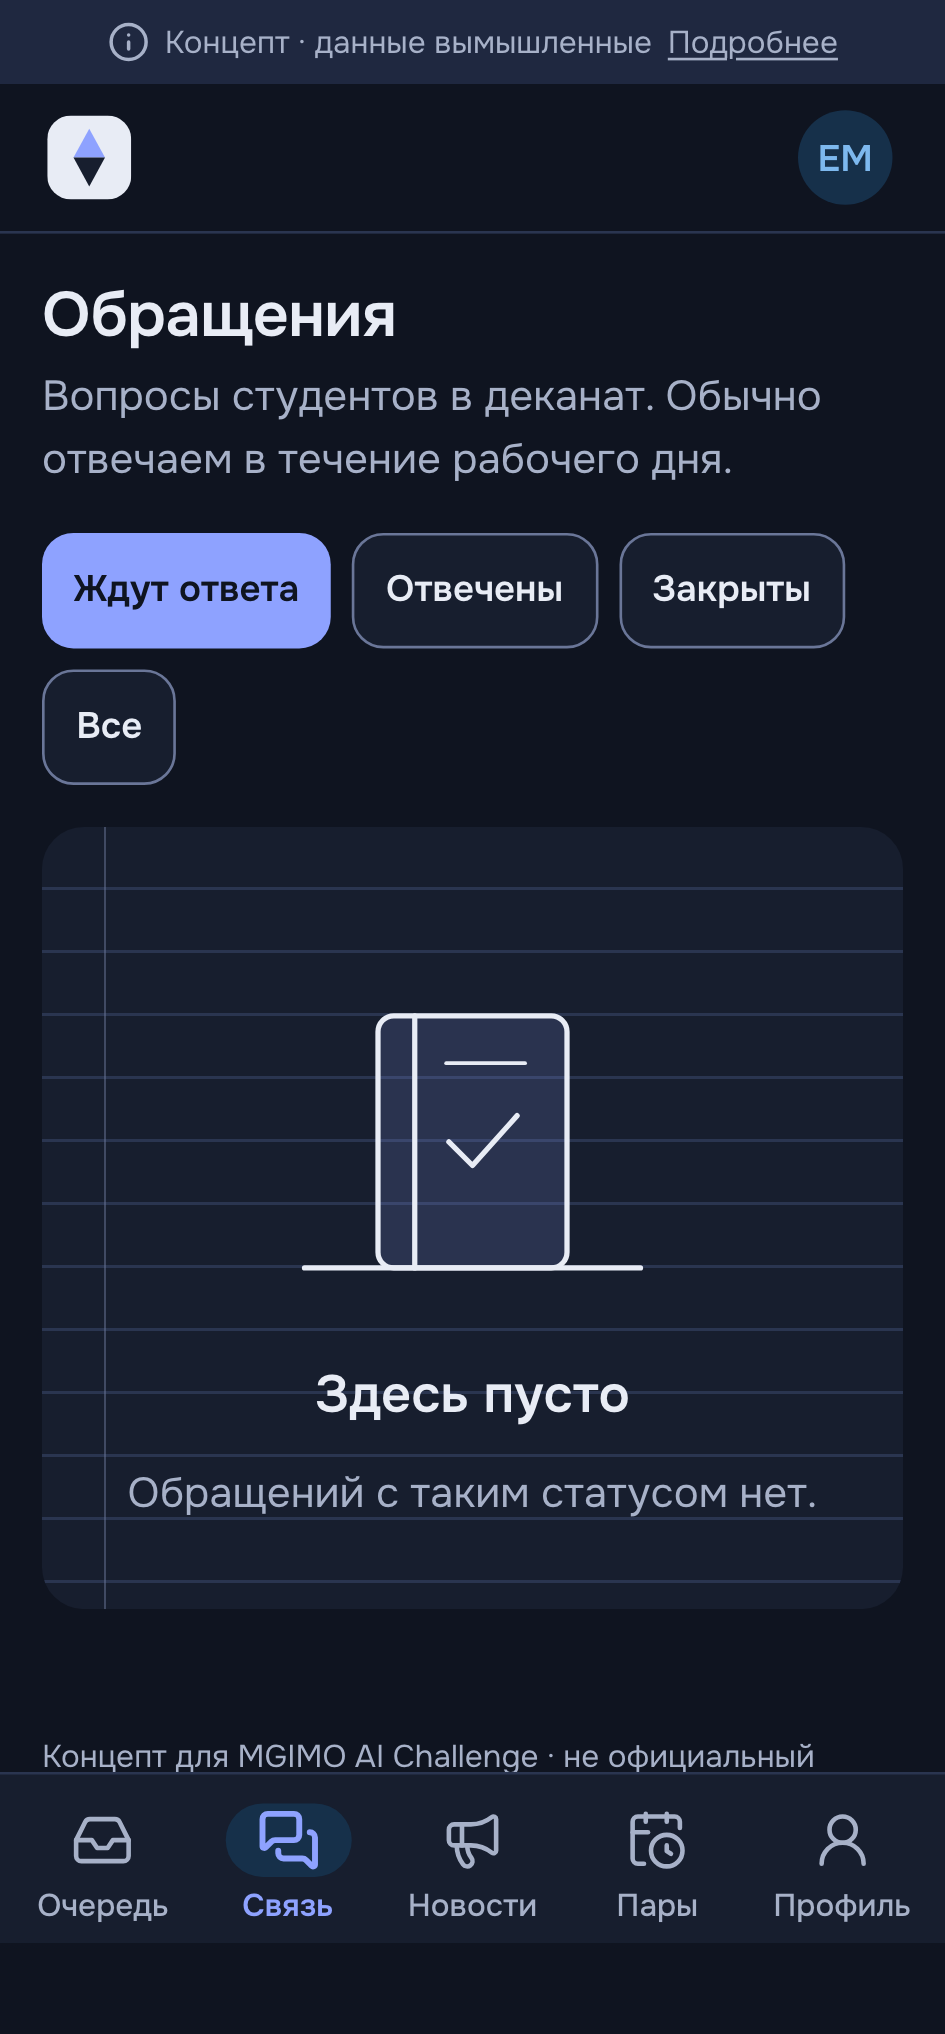 Концепт · данные вымышленные Подробнее
EM
Обращения
Вопросы студентов в деканат. Обычно
отвечаем в течение рабочего дня.
Ждут ответа
Отвечены
Закрыты
Все
Здесь пусто
Обращений с таким статусом нет.
Концепт для MGIMO AI Challenge · не официальный
Очередь
Связь
Новости
Пары
Профиль